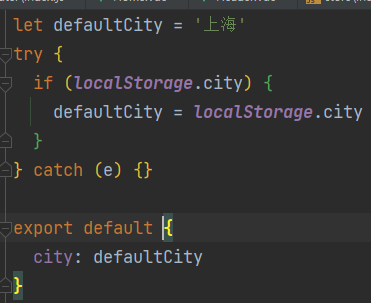 let defaultCity = '上海'
try {
  if (localStorage.city) {
    defaultCity = localStorage.city
  }
} catch (e) {}

export default {
  city: defaultCity
}